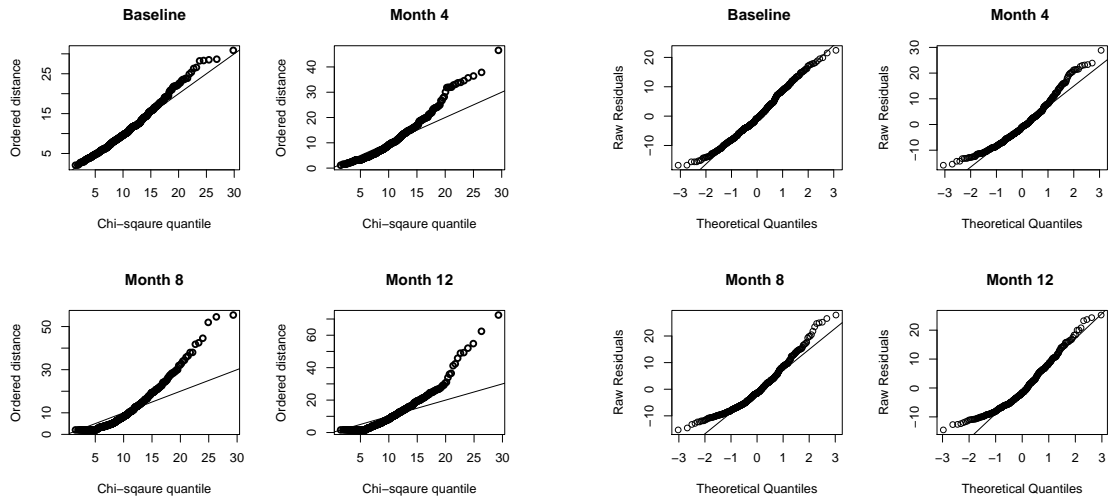 Baseline
Ordered distance
5 15 25
5 10 15 20 25 30
Chi−sqaure quantile
Month 4
Ordered distance
0 10 20 30 40
5 10 15 20 25 30
Chi−sqaure quantile
Baseline
Raw Residuals
−10 0 10 20
−3 −2 −1 0 1 2 3
Theoretical Quantiles
Month 4
Raw Residuals
−10 0 10 20 30
−3 −2 −1 0 1 2 3
Theoretical Quantiles
Month 8
Ordered distance
0 10 30 50
5 10 15 20 25 30
Chi−sqaure quantile
Month 12
Ordered distance
0 20 40 60
5 10 15 20 25 30
Chi−sqaure quantile
Month 8
Raw Residuals
−10 0 10 20
−3 −2 −1 0 1 2 3
Theoretical Quantiles
Month 12
Raw Residuals
−10 0 10 20
−3 −2 −1 0 1 2 3
Theoretical Quantiles